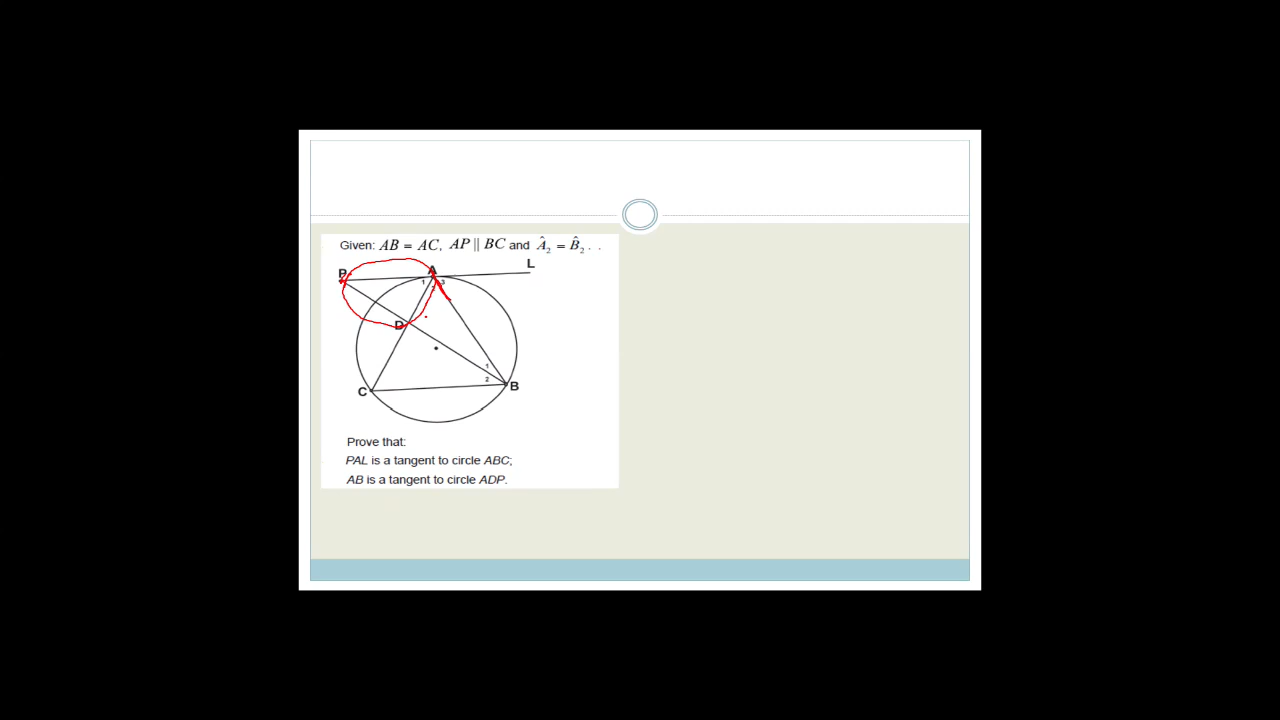 Given: AB = AC, AP || BC and Â₂ = B̂₂ . .
P A L
1 2 3
D
1
2
C B
Prove that:
PAL is a tangent to circle ABC;
AB is a tangent to circle ADP.